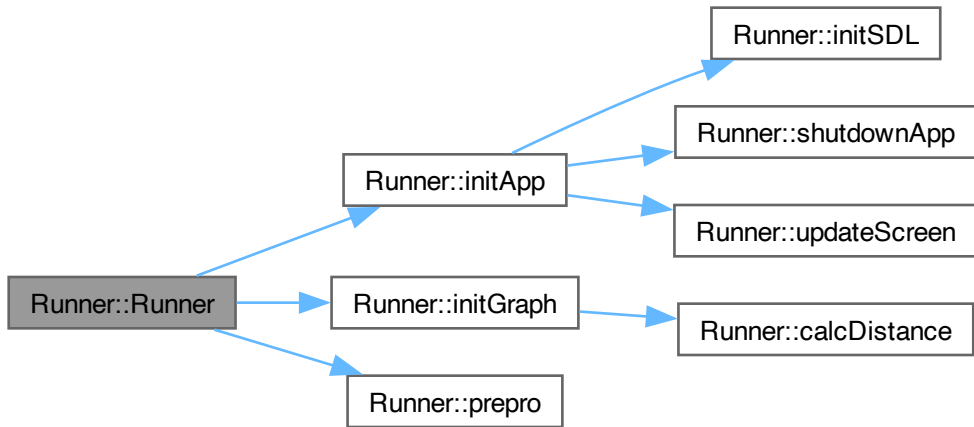 Runner::initSDL
Runner::shutdownApp
Runner::initApp
Runner::updateScreen
Runner::Runner
Runner::initGraph
Runner::calcDistance
Runner::prepro